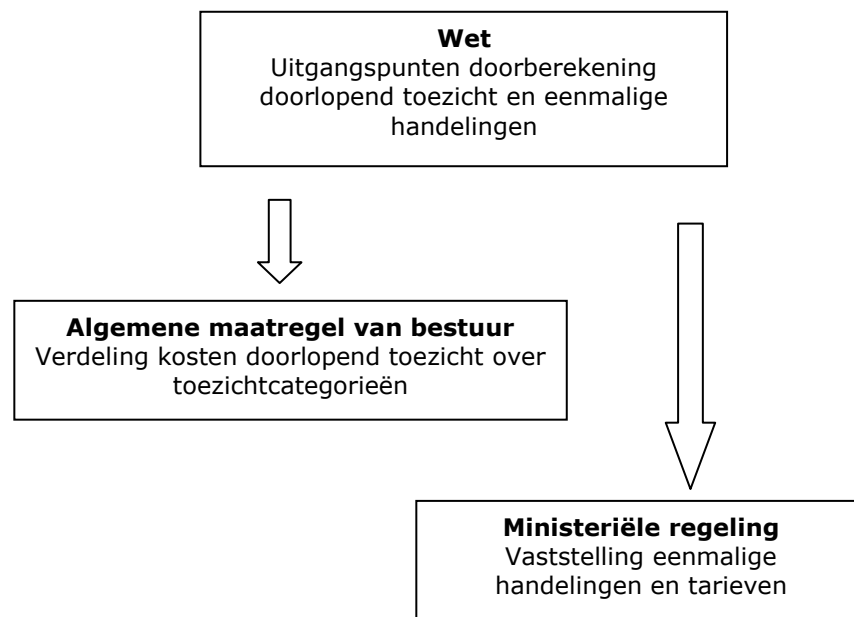 Wet
Uitgangspunten doorberekening
doorlopend toezicht en eenmalige
handelingen
Algemene maatregel van bestuur
Verdeling kosten doorlopend toezicht over
toezichtcategorieën
Ministeriële regeling
Vaststelling eenmalige
handelingen en tarieven